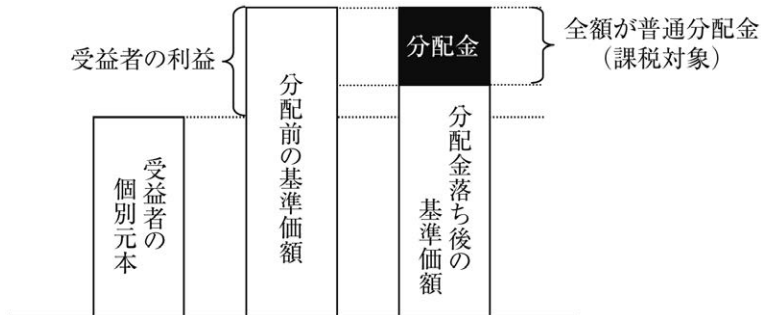 受益者の利益
分配金
全額が普通分配金
(課税対象)
受益者の
個別元本
分配前の基準価額
分配金落ち後の
基準価額